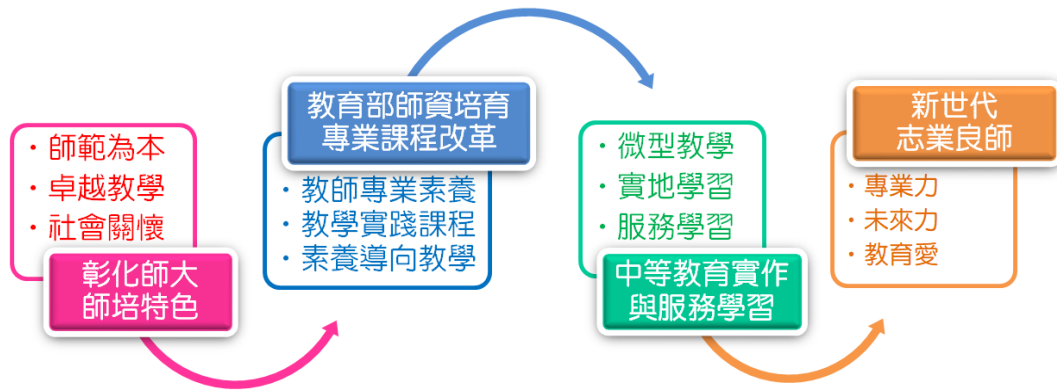 ・師範為本
・卓越教學
・社會關懷
彰化師大
師培特色
教育部師資培育
專業課程改革
・教師專業素養
・教學實踐課程
・素養導向教學
・微型教學
・實地學習
・服務學習
中等教育實作
與服務學習
新世代
志業良師
・專業力
・未來力
・教育愛